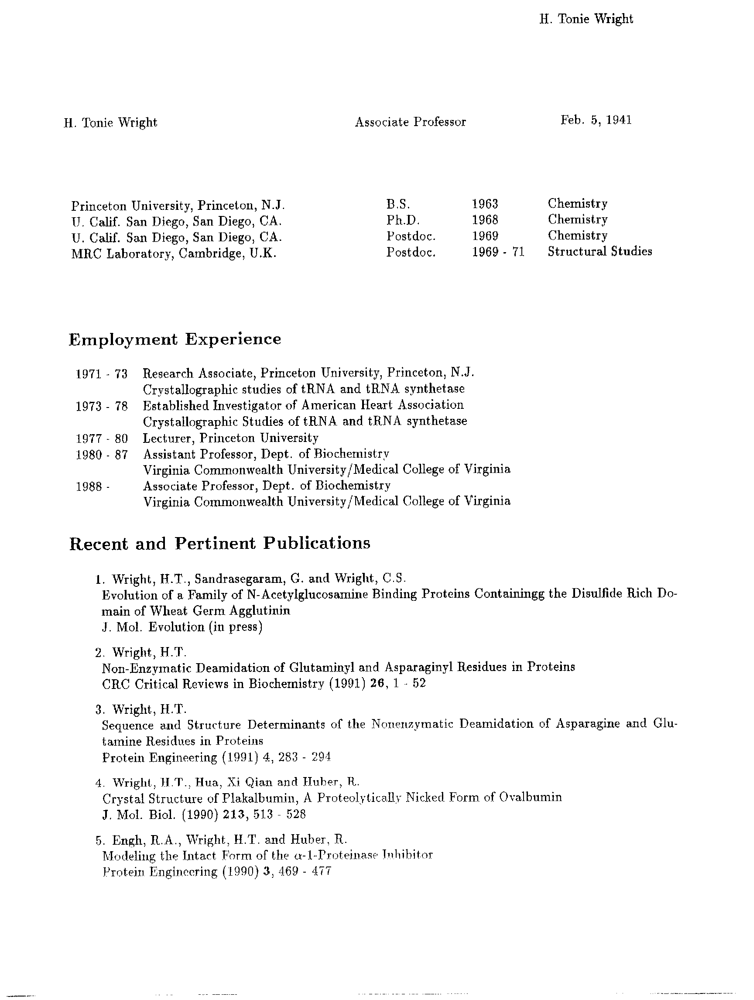 H. Tonie Wright
H. Tonie Wright Associate Professor Feb. 5, 1941
Princeton University, Princeton, N.J. B.S. 1963 Chemistry
U. Calif. San Diego, San Diego, CA. Ph.D. 1968 Chemistry
U. Calif. San Diego, San Diego, CA. Postdoc. 1969 Chemistry
MRC Laboratory, Cambridge, U.K. Postdoc. 1969 - 71 Structural Studies
Employment Experience
1971 - 73 Research Associate, Princeton University, Princeton, N.J.
Crystallographic studies of tRNA and tRNA synthetase
1973 - 78 Established Investigator of American Heart Association
Crystallographic Studies of tRNA and tRNA synthetase
1977 - 80 Lecturer, Princeton University
1980 - 87 Assistant Professor, Dept. of Biochemistry
Virginia Commonwealth University/Medical College of Virginia
1988 - Associate Professor, Dept. of Biochemistry
Virginia Commonwealth University/Medical College of Virginia
Recent and Pertinent Publications
1. Wright, H.T., Sandrasegaram, G. and Wright, C.S.
Evolution of a Family of N-Acetylglucosamine Binding Proteins Containingg the Disulfide Rich Do-
main of Wheat Germ Agglutinin
J. Mol. Evolution (in press)
2. Wright, H.T.
Non-Enzymatic Deamidation of Glutaminyl and Asparaginyl Residues in Proteins
CRC Critical Reviews in Biochemistry (1991) 26, 1 - 52
3. Wright, H.T.
Sequence and Structure Determinants of the Nonenzymatic Deamidation of Asparagine and Glu-
tamine Residues in Proteins
Protein Engineering (1991) 4, 283 - 294
4. Wright, H.T., Hua, Xi Qian and Huber, R.
Crystal Structure of Plakalbumin, A Proteolytically Nicked Form of Ovalbumin
J. Mol. Biol. (1990) 213, 513 - 528
5. Engh, R.A., Wright, H.T. and Huber, R.
Modeling the Intact Form of the α-1-Proteinase Inhibitor
Protein Engineering (1990) 3, 469 - 477